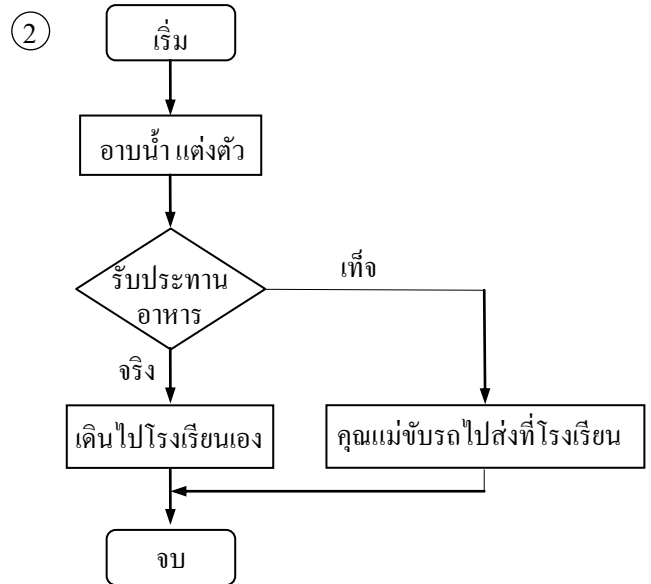 2
เริ่ม
อาบน้ำ แต่งตัว
รับประทาน
อาหาร
เท็จ
จริง
เดินไปโรงเรียนเอง
คุณแม่ขับรถไปส่งที่โรงเรียน
จบ